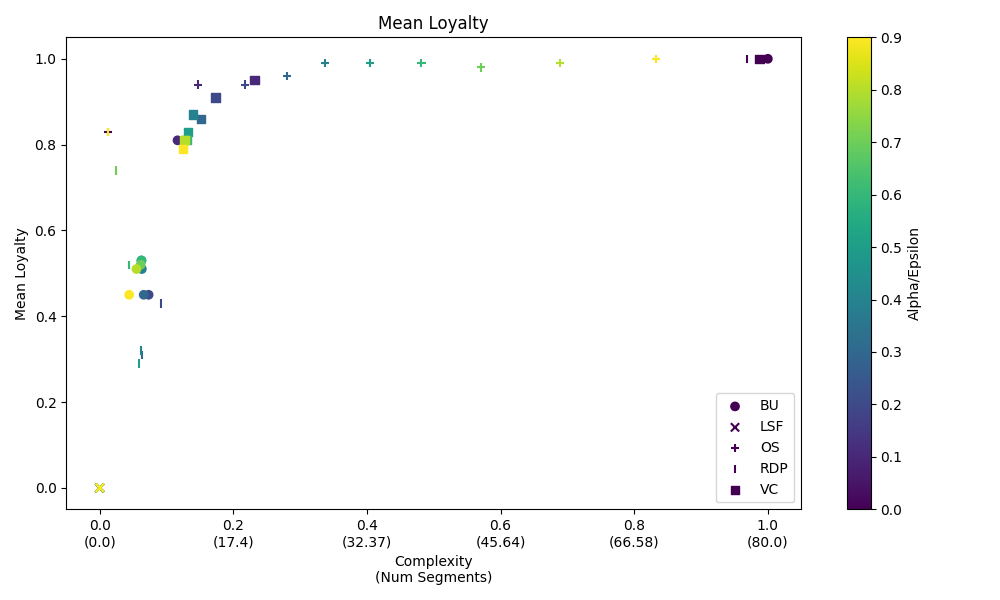 Mean Loyalty
Mean Loyalty
1.0
0.8
0.6
0.4
0.2
0.0
0.0 0.2 0.4 0.6 0.8 1.0
(0.0) (17.4) (32.37) (45.64) (66.58) (80.0)
Complexity
(Num Segments)
BU
LSF
OS
RDP
VC
0.9
0.8
0.7
0.6
0.5
0.4
0.3
0.2
0.1
0.0
Alpha/Epsilon